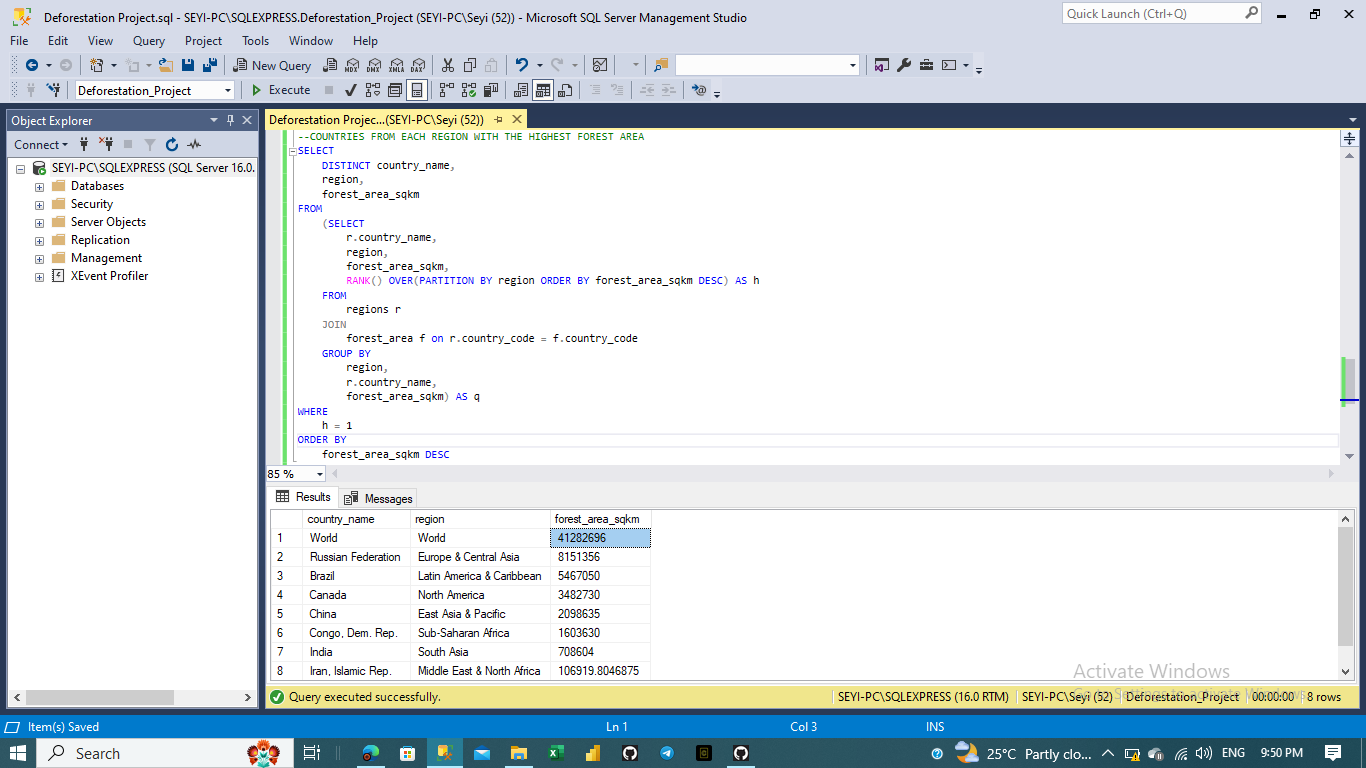 Deforestation Project.sql - SEYI-PC\SQLEXPRESS.Deforestation_Project (SEYI-PC\Seyi (52)) - Microsoft SQL Server Management Studio
Quick Launch (Ctrl+Q)
File Edit View Query Project Tools Window Help
New Query MDX DMX XMLA DAX
Deforestation_Project Execute
Object Explorer
Connect
SEYI-PC\SQLEXPRESS (SQL Server 16.0.
Databases
Security
Server Objects
Replication
Management
XEvent Profiler
Deforestation Projec...(SEYI-PC\Seyi (52))
--COUNTRIES FROM EACH REGION WITH THE HIGHEST FOREST AREA
SELECT
DISTINCT country_name,
region,
forest_area_sqkm
FROM
(SELECT
r.country_name,
region,
forest_area_sqkm,
RANK() OVER(PARTITION BY region ORDER BY forest_area_sqkm DESC) AS h
FROM
regions r
JOIN
forest_area f on r.country_code = f.country_code
GROUP BY
region,
r.country_name,
forest_area_sqkm) AS q
WHERE
h = 1
ORDER BY
forest_area_sqkm DESC
85 %
Results Messages
country_name region forest_area_sqkm
1 World World 41282696
2 Russian Federation Europe & Central Asia 8151356
3 Brazil Latin America & Caribbean 5467050
4 Canada North America 3482730
5 China East Asia & Pacific 2098635
6 Congo, Dem. Rep. Sub-Saharan Africa 1603630
7 India South Asia 708604
8 Iran, Islamic Rep. Middle East & North Africa 106919.8046875
Activate Windows
Go to Settings to activate Windows.
Query executed successfully. SEYI-PC\SQLEXPRESS (16.0 RTM) SEYI-PC\Seyi (52) Deforestation_Project 00:00:00 8 rows
Item(s) Saved Ln 1 Col 3 INS
Search 25°C Partly clo... ENG 9:50 PM